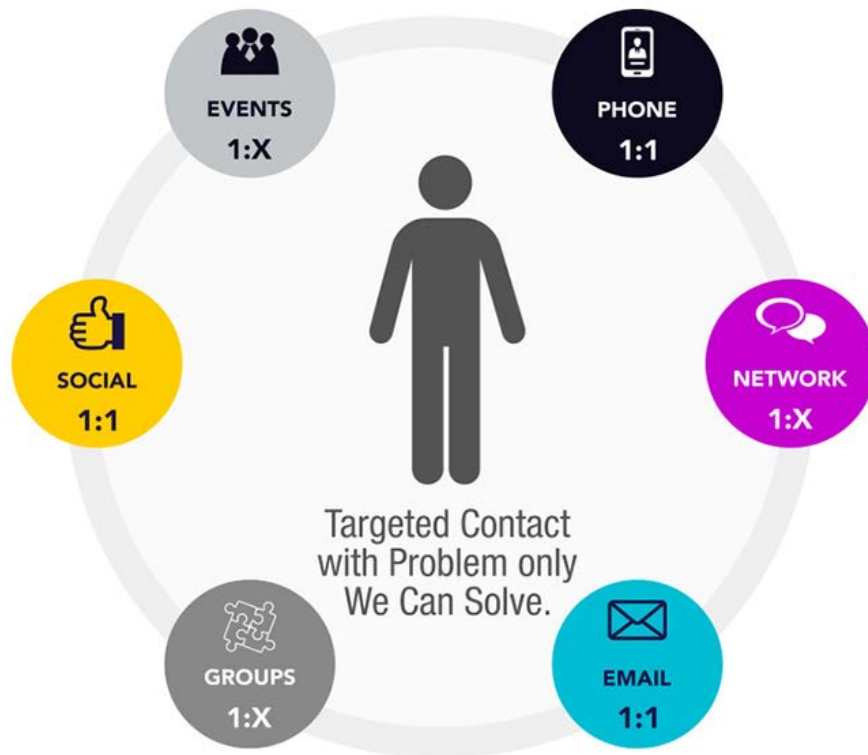 EVENTS
1:X
PHONE
1:1
SOCIAL
1:1
NETWORK
1:X
Targeted Contact
with Problem only
We Can Solve.
GROUPS
1:X
EMAIL
1:1